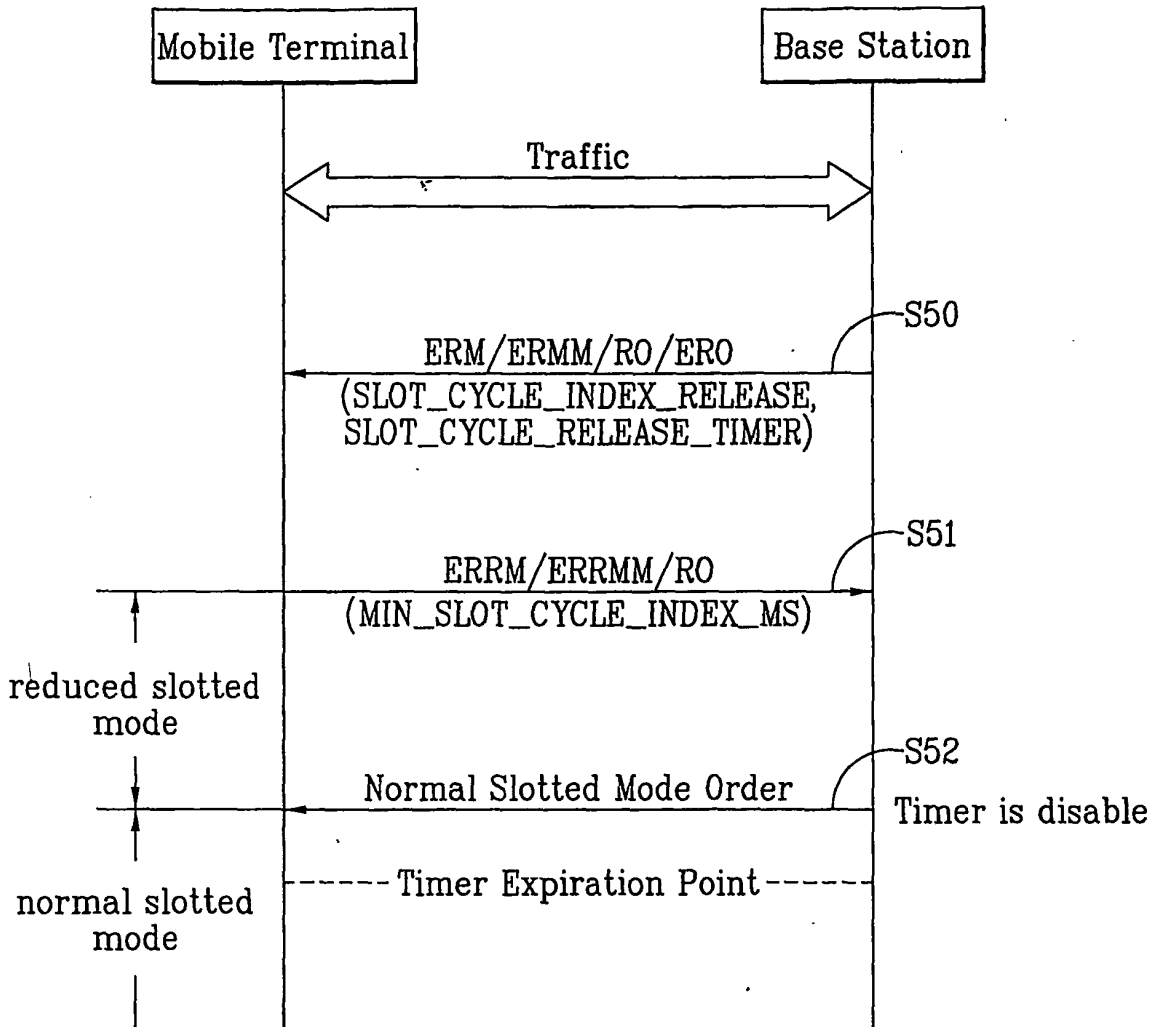 Mobile Terminal
Base Station
Traffic
S50
ERM/ERMM/RO/ERO
(SLOT_CYCLE_INDEX_RELEASE,
SLOT_CYCLE_RELEASE_TIMER)
S51
ERRM/ERRMM/RO
(MIN_SLOT_CYCLE_INDEX_MS)
reduced slotted
mode
S52
Normal Slotted Mode Order
Timer is disable
Timer Expiration Point
normal slotted
mode